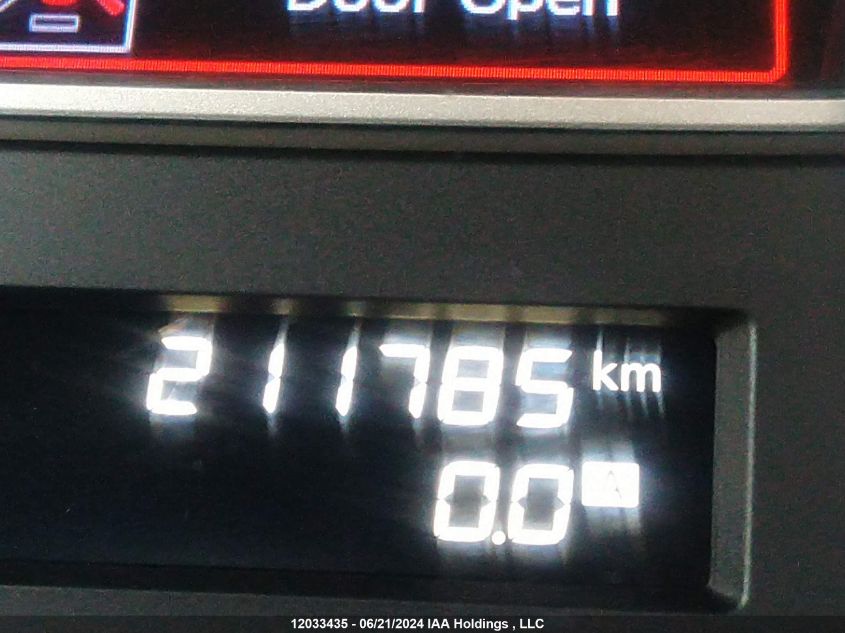 Door Open
211785 km
0.0 A
12033435 - 06/21/2024 IAA Holdings , LLC